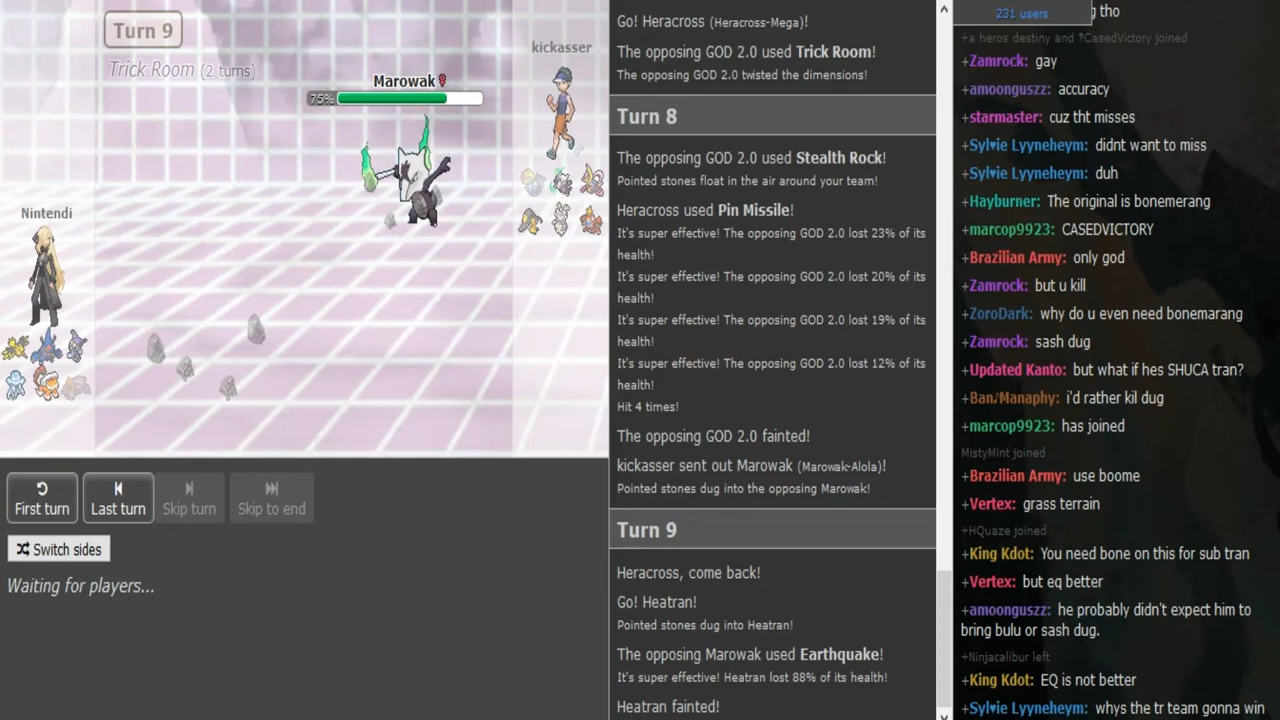 Turn 9
Trick Room (2 turns)
Marowak
75%
kickasser
Nintendi
First turn
Last turn
Skip turn
Skip to end
Switch sides
Waiting for players...
Go! Heracross (Heracross-Mega)!
The opposing GOD 2.0 used Trick Room!
The opposing GOD 2.0 twisted the dimensions!
Turn 8
The opposing GOD 2.0 used Stealth Rock!
Pointed stones float in the air around your team!
Heracross used Pin Missile!
It's super effective! The opposing GOD 2.0 lost 23% of its
health!
It's super effective! The opposing GOD 2.0 lost 20% of its
health!
It's super effective! The opposing GOD 2.0 lost 19% of its
health!
It's super effective! The opposing GOD 2.0 lost 12% of its
health!
Hit 4 times!
The opposing GOD 2.0 fainted!
kickasser sent out Marowak (Marowak-Alola)!
Pointed stones dug into the opposing Marowak!
Turn 9
Heracross, come back!
Go! Heatran!
Pointed stones dug into Heatran!
The opposing Marowak used Earthquake!
It's super effective! Heatran lost 88% of its health!
Heatran fainted!
231 users
g tho
+a heros destiny and ‽CasedVictory joined
+Zamrock: gay
+amoonguszz: accuracy
+starmaster: cuz tht misses
+Syl♥ie Lyyneheym: didnt want to miss
+Syl♥ie Lyyneheym: duh
+Hayburner: The original is bonemerang
+marcop9923: CASEDVICTORY
+Brazilian Army: only god
+Zamrock: but u kill
+ZoroDark: why do u even need bonemarang
+Zamrock: sash dug
+Updated Kanto: but what if hes SHUCA tran?
+Ban♪Manaphy: i'd rather kil dug
+marcop9923: has joined
MistyMint joined
+Brazilian Army: use boome
+Vertex: grass terrain
+HQuaze joined
+King Kdot: You need bone on this for sub tran
+Vertex: but eq better
+amoonguszz: he probably didn't expect him to
bring bulu or sash dug.
+Ninjacalibur left
+King Kdot: EQ is not better
+Syl♥ie Lyyneheym: whys the tr team gonna win